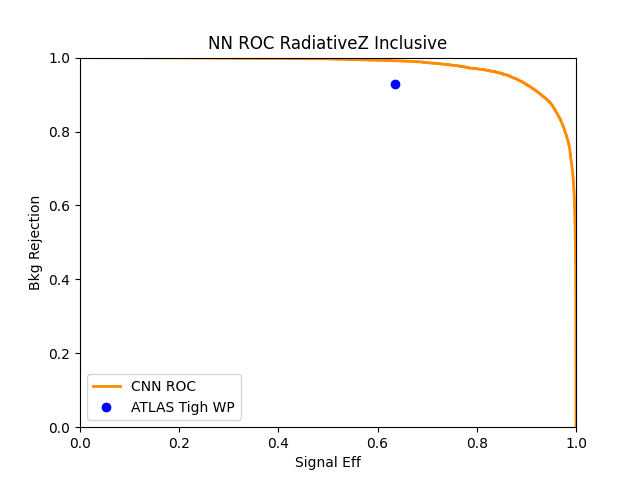 NN ROC RadiativeZ Inclusive
1.0
0.8
0.6
0.4
0.2
0.0
Bkg Rejection
CNN ROC
ATLAS Tigh WP
0.0 0.2 0.4 0.6 0.8 1.0
Signal Eff